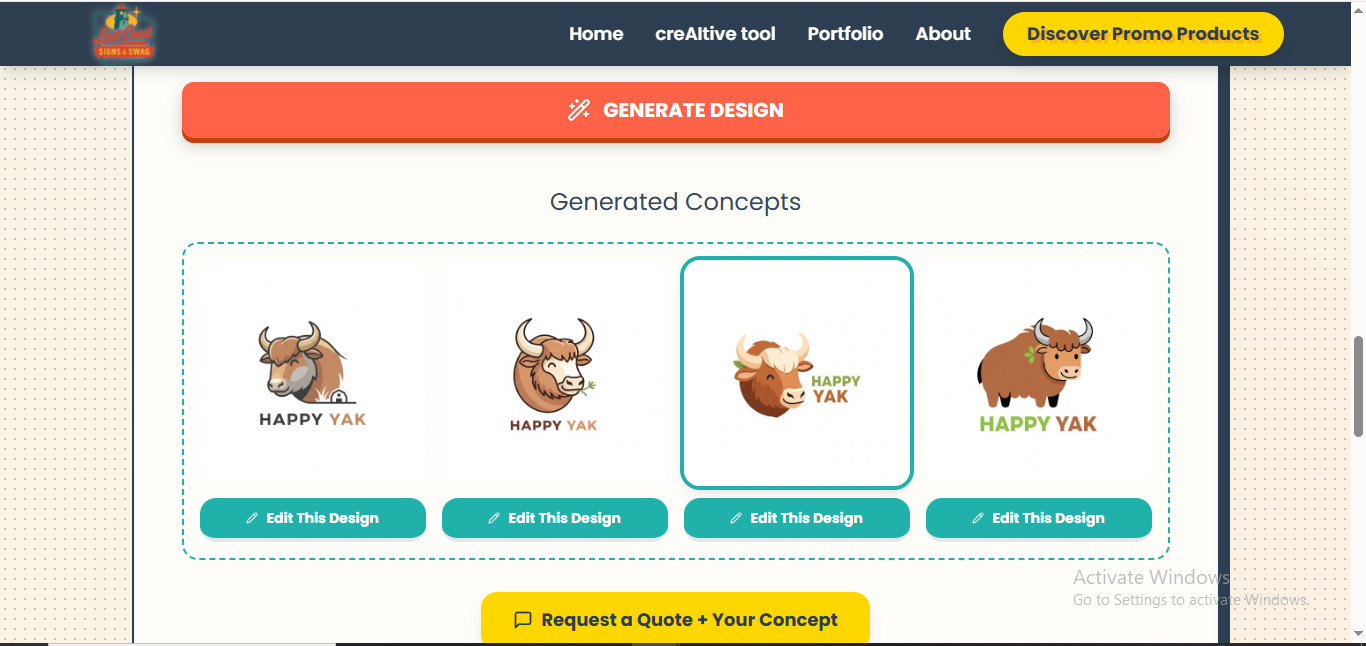 Lost Coast
SIGNS & SWAG
Home creAItive tool Portfolio About Discover Promo Products
GENERATE DESIGN
Generated Concepts
HAPPY YAK
HAPPY YAK
HAPPY
YAK
HAPPY YAK
Edit This Design Edit This Design Edit This Design Edit This Design
Activate Windows
Go to Settings to activate Windows.
Request a Quote + Your Concept